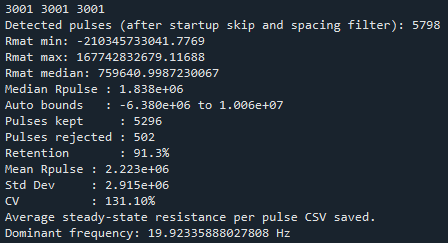 3001 3001 3001
Detected pulses (after startup skip and spacing filter): 5798
Rmat min: -210345733041.7769
Rmat max: 167742832679.11688
Rmat median: 759640.9987230067
Median Rpulse : 1.838e+06
Auto bounds   : -6.380e+06 to 1.006e+07
Pulses kept     : 5296
Pulses rejected : 502
Retention       : 91.3%
Mean Rpulse : 2.223e+06
Std Dev     : 2.915e+06
CV          : 131.10%
Average steady-state resistance per pulse CSV saved.
Dominant frequency: 19.92335888027808 Hz